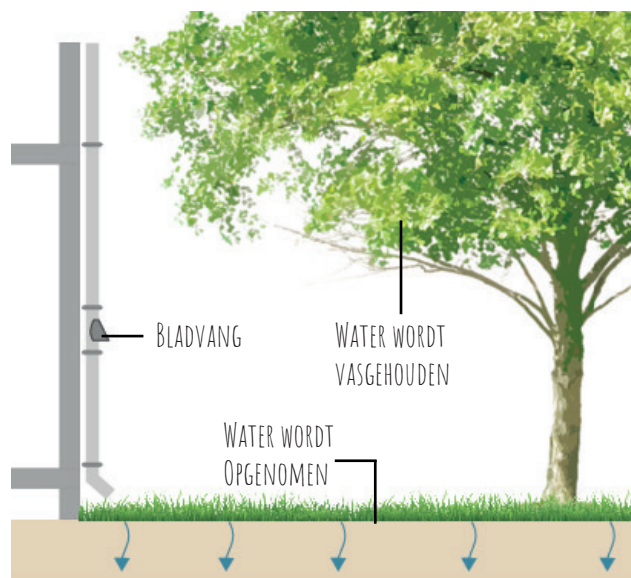 Bladvang
Water wordt
vasgehouden
Water wordt
Opgenomen